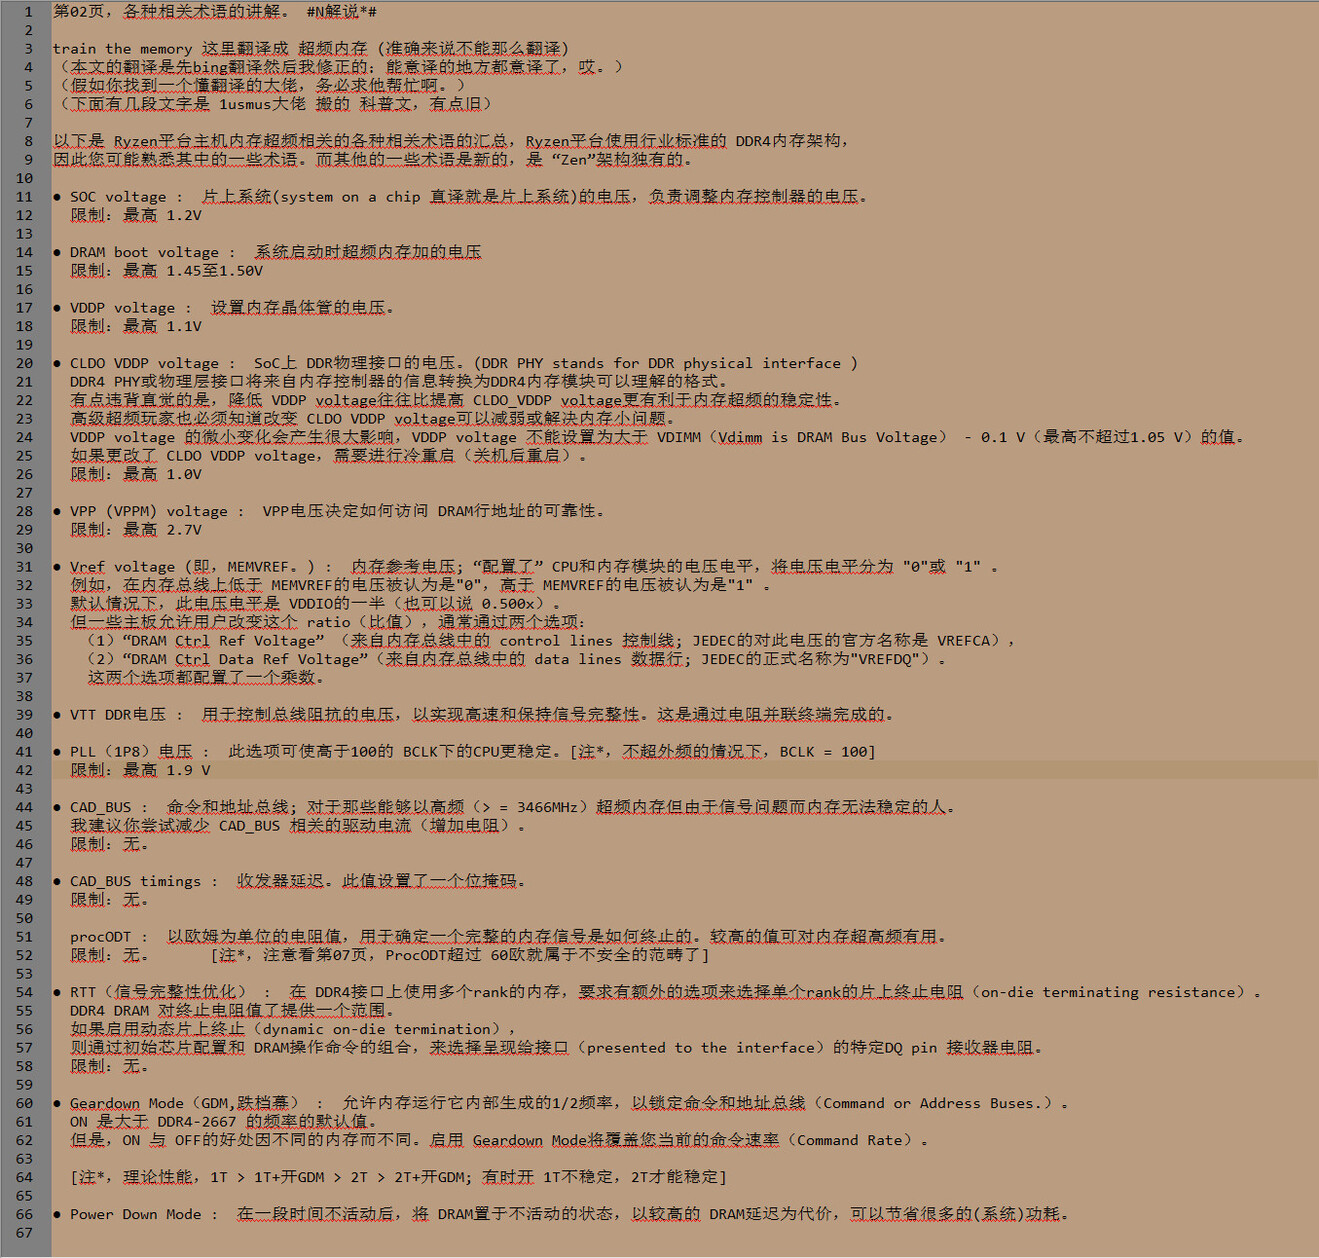 1 第02页，各种相关术语的讲解。 #N解说*#
2
3 train the memory 这里翻译成 超频内存 (准确来说不能那么翻译)
4 （本文的翻译是先bing翻译然后我修正的；能意译的地方都意译了，哎。）
5 （假如你找到一个懂翻译的大佬，务必求他帮忙啊。）
6 （下面有几段文字是 1usmus大佬 搬的 科普文，有点旧）
7
8 以下是 Ryzen平台主机内存超频相关的各种相关术语的汇总，Ryzen平台使用行业标准的 DDR4内存架构，
9 因此您可能熟悉其中的一些术语。而其他的一些术语是新的，是 “Zen”架构独有的。
10
11 ● SOC voltage : 片上系统(system on a chip 直译就是片上系统)的电压，负责调整内存控制器的电压。
12 限制：最高 1.2V
13
14 ● DRAM boot voltage : 系统启动时超频内存加的电压
15 限制：最高 1.45至1.50V
16
17 ● VDDP voltage : 设置内存晶体管的电压。
18 限制：最高 1.1V
19
20 ● CLDO VDDP voltage : SoC上 DDR物理接口的电压。(DDR PHY stands for DDR physical interface )
21 DDR4 PHY或物理层接口将来自内存控制器的信息转换为DDR4内存模块可以理解的格式。
22 有点违背直觉的是，降低 VDDP voltage往往比提高 CLDO_VDDP voltage更有利于内存超频的稳定性。
23 高级超频玩家也必须知道改变 CLDO VDDP voltage可以减弱或解决内存小问题。
24 VDDP voltage 的微小变化会产生很大影响，VDDP voltage 不能设置为大于 VDIMM（Vdimm is DRAM Bus Voltage） - 0.1 V（最高不超过1.05 V）的值。
25 如果更改了 CLDO VDDP voltage，需要进行冷重启（关机后重启）。
26 限制：最高 1.0V
27
28 ● VPP (VPPM) voltage : VPP电压决定如何访问 DRAM行地址的可靠性。
29 限制：最高 2.7V
30
31 ● Vref voltage (即，MEMVREF。) : 内存参考电压；“配置了” CPU和内存模块的电压电平，将电压电平分为 "0"或 "1" 。
32 例如，在内存总线上低于 MEMVREF的电压被认为是"0"，高于 MEMVREF的电压被认为是"1" 。
33 默认情况下，此电压电平是 VDDIO的一半（也可以说 0.500x）。
34 但一些主板允许用户改变这个 ratio（比值），通常通过两个选项：
35 （1）“DRAM Ctrl Ref Voltage” （来自内存总线中的 control lines 控制线；JEDEC的对此电压的官方名称是 VREFCA），
36 （2）“DRAM Ctrl Data Ref Voltage”（来自内存总线中的 data lines 数据行；JEDEC的正式名称为"VREFDQ"）。
37 这两个选项都配置了一个乘数。
38
39 ● VTT DDR电压 : 用于控制总线阻抗的电压，以实现高速和保持信号完整性。这是通过电阻并联终端完成的。
40
41 ● PLL（1P8）电压 : 此选项可使高于100的 BCLK下的CPU更稳定。[注*，不超外频的情况下，BCLK = 100]
42 限制：最高 1.9 V
43
44 ● CAD_BUS : 命令和地址总线；对于那些能够以高频（> = 3466MHz）超频内存但由于信号问题而内存无法稳定的人。
45 我建议你尝试减少 CAD_BUS 相关的驱动电流（增加电阻）。
46 限制：无。
47
48 ● CAD_BUS timings : 收发器延迟。此值设置了一个位掩码。
49 限制：无。
50
51 procODT : 以欧姆为单位的电阻值，用于确定一个完整的内存信号是如何终止的。较高的值可对内存超高频有用。
52 限制：无。 [注*，注意看第07页，ProcODT超过 60欧就属于不安全的范畴了]
53
54 ● RTT（信号完整性优化） : 在 DDR4接口上使用多个rank的内存，要求有额外的选项来选择单个rank的片上终止电阻（on-die terminating resistance）。
55 DDR4 DRAM 对终止电阻值了提供一个范围。
56 如果启用动态片上终止（dynamic on-die termination），
57 则通过初始芯片配置和 DRAM操作命令的组合，来选择呈现给接口（presented to the interface）的特定DQ pin 接收器电阻。
58 限制：无。
59
60 ● Geardown Mode（GDM,跌档幕） : 允许内存运行它内部生成的1/2频率，以锁定命令和地址总线（Command or Address Buses.）。
61 ON 是大于 DDR4-2667 的频率的默认值。
62 但是，ON 与 OFF的好处因不同的内存而不同。启用 Geardown Mode将覆盖您当前的命令速率（Command Rate）。
63
64 [注*，理论性能，1T > 1T+开GDM > 2T > 2T+开GDM；有时开 1T不稳定，2T才能稳定]
65
66 ● Power Down Mode : 在一段时间不活动后，将 DRAM置于不活动的状态，以较高的 DRAM延迟为代价，可以节省很多的(系统)功耗。
67